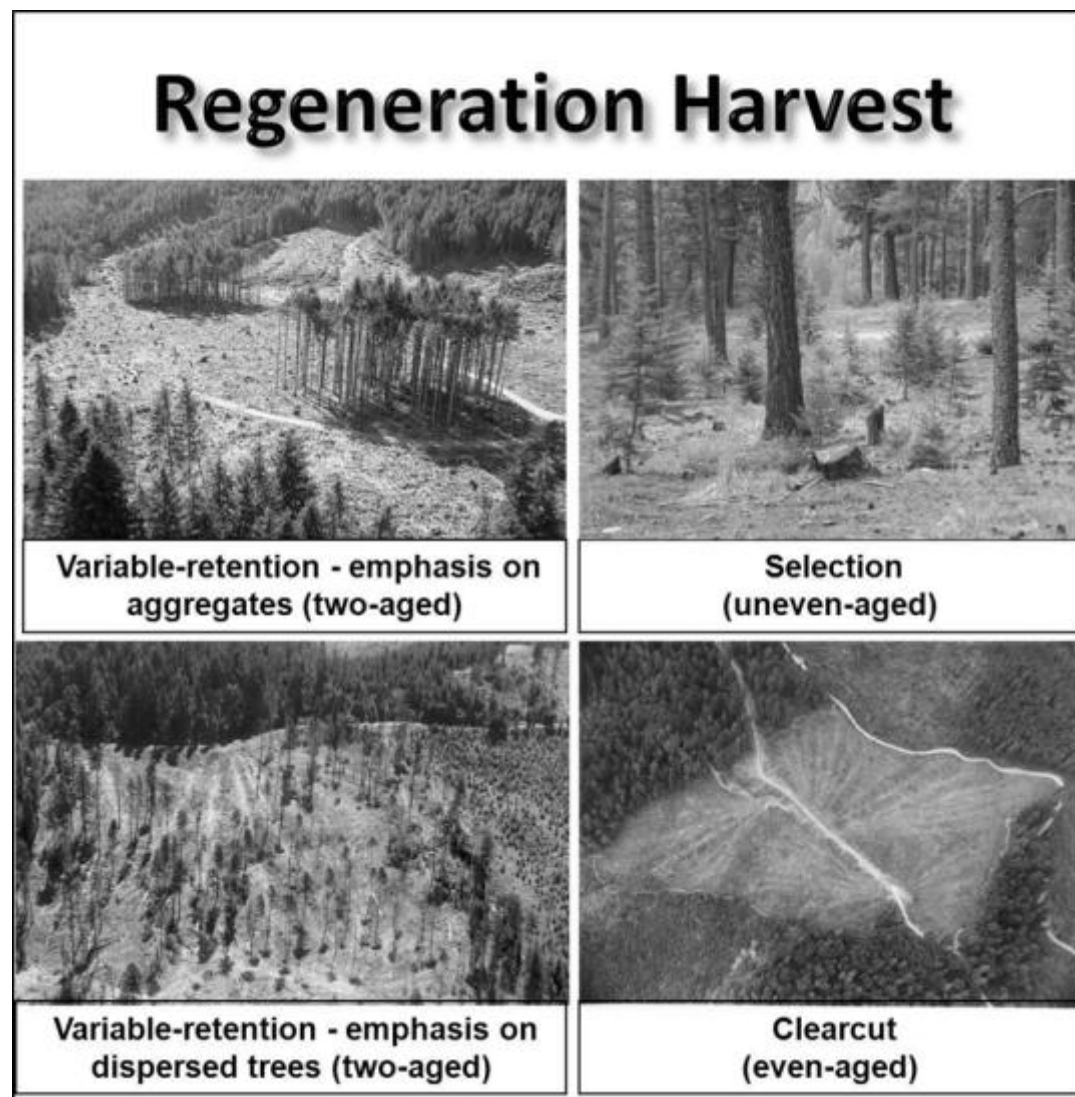 Regeneration Harvest
Variable-retention - emphasis on
aggregates (two-aged)
Selection
(uneven-aged)
Variable-retention - emphasis on
dispersed trees (two-aged)
Clearcut
(even-aged)